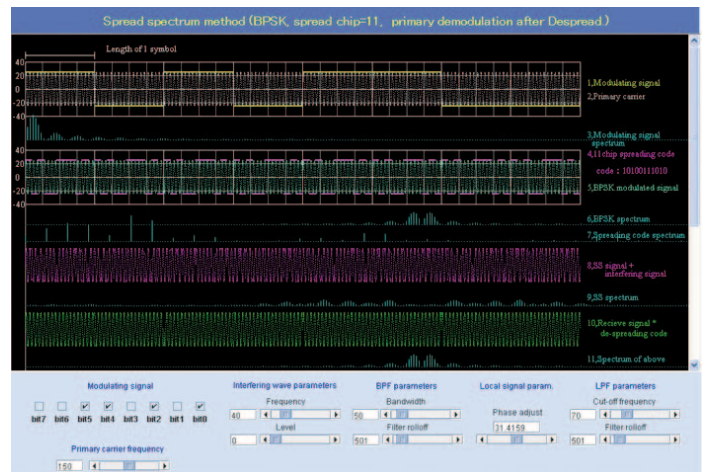 Spread spectrum method (BPSK, spread chip=11, primary demodulation after Despread.)
Length of 1 symbol
40
20
0
-20
-40
1,Modulating signal
2,Primary carrier
3,Modulating signal
spectrum
40
20
0
-20
-40
4,11chip spreading code
code : 10100111010
5,BPSK modulated signal
6,BPSK spectrum
7,Spreading code spectrum
8,SS signal +
interfering signal
9,SS spectrum
10,Recieve signal *
de-spreading code
11,Spectrum of above
Modulating signal
bit7 bit6 bit5 bit4 bit3 bit2 bit1 bit0
Primary carrier frequency
150
Interfering wave parameters
Frequency
40
Level
0
BPF parameters
Bandwidth
50
Filter rolloff
501
Local signal param.
Phase adjust
31.4159
LPF parameters
Cut-off frequency
70
Filter rolloff
501